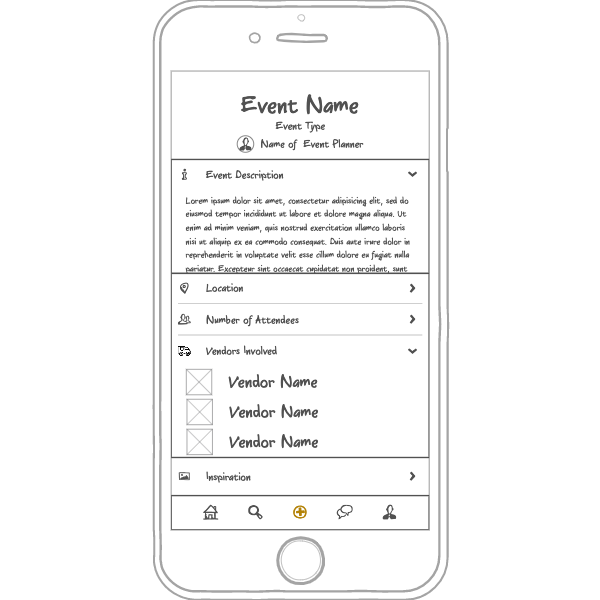 Event Name
Event Type
Name of Event Planner
Event Description
Lorem ipsum dolor sit amet, consectetur adipisicing elit, sed do
eiusmod tempor incididunt ut labore et dolore magna aliqua. Ut
enim ad minim veniam, quis nostrud exercitation ullamco laboris
nisi ut aliquip ex ea commodo consequat. Duis aute irure dolor in
reprehenderit in voluptate velit esse cillum dolore eu fugiat nulla
pariatur. Excepteur sint occaecat cupidatat non proident, sunt
Location
Number of Attendees
Vendors Involved
Vendor Name
Vendor Name
Vendor Name
Inspiration